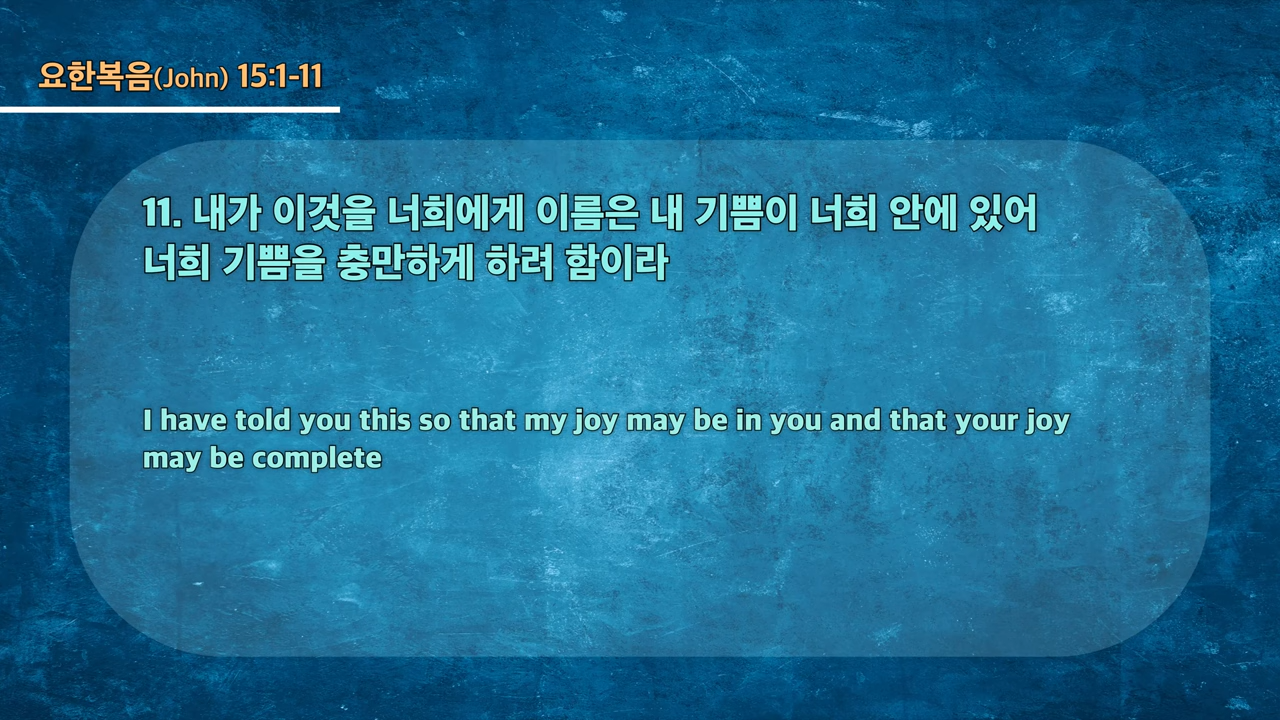 요한복음(John) 15:1-11
11. 내가 이것을 너희에게 이름은 내 기쁨이 너희 안에 있어
너희 기쁨을 충만하게 하려 함이라
I have told you this so that my joy may be in you and that your joy
may be complete